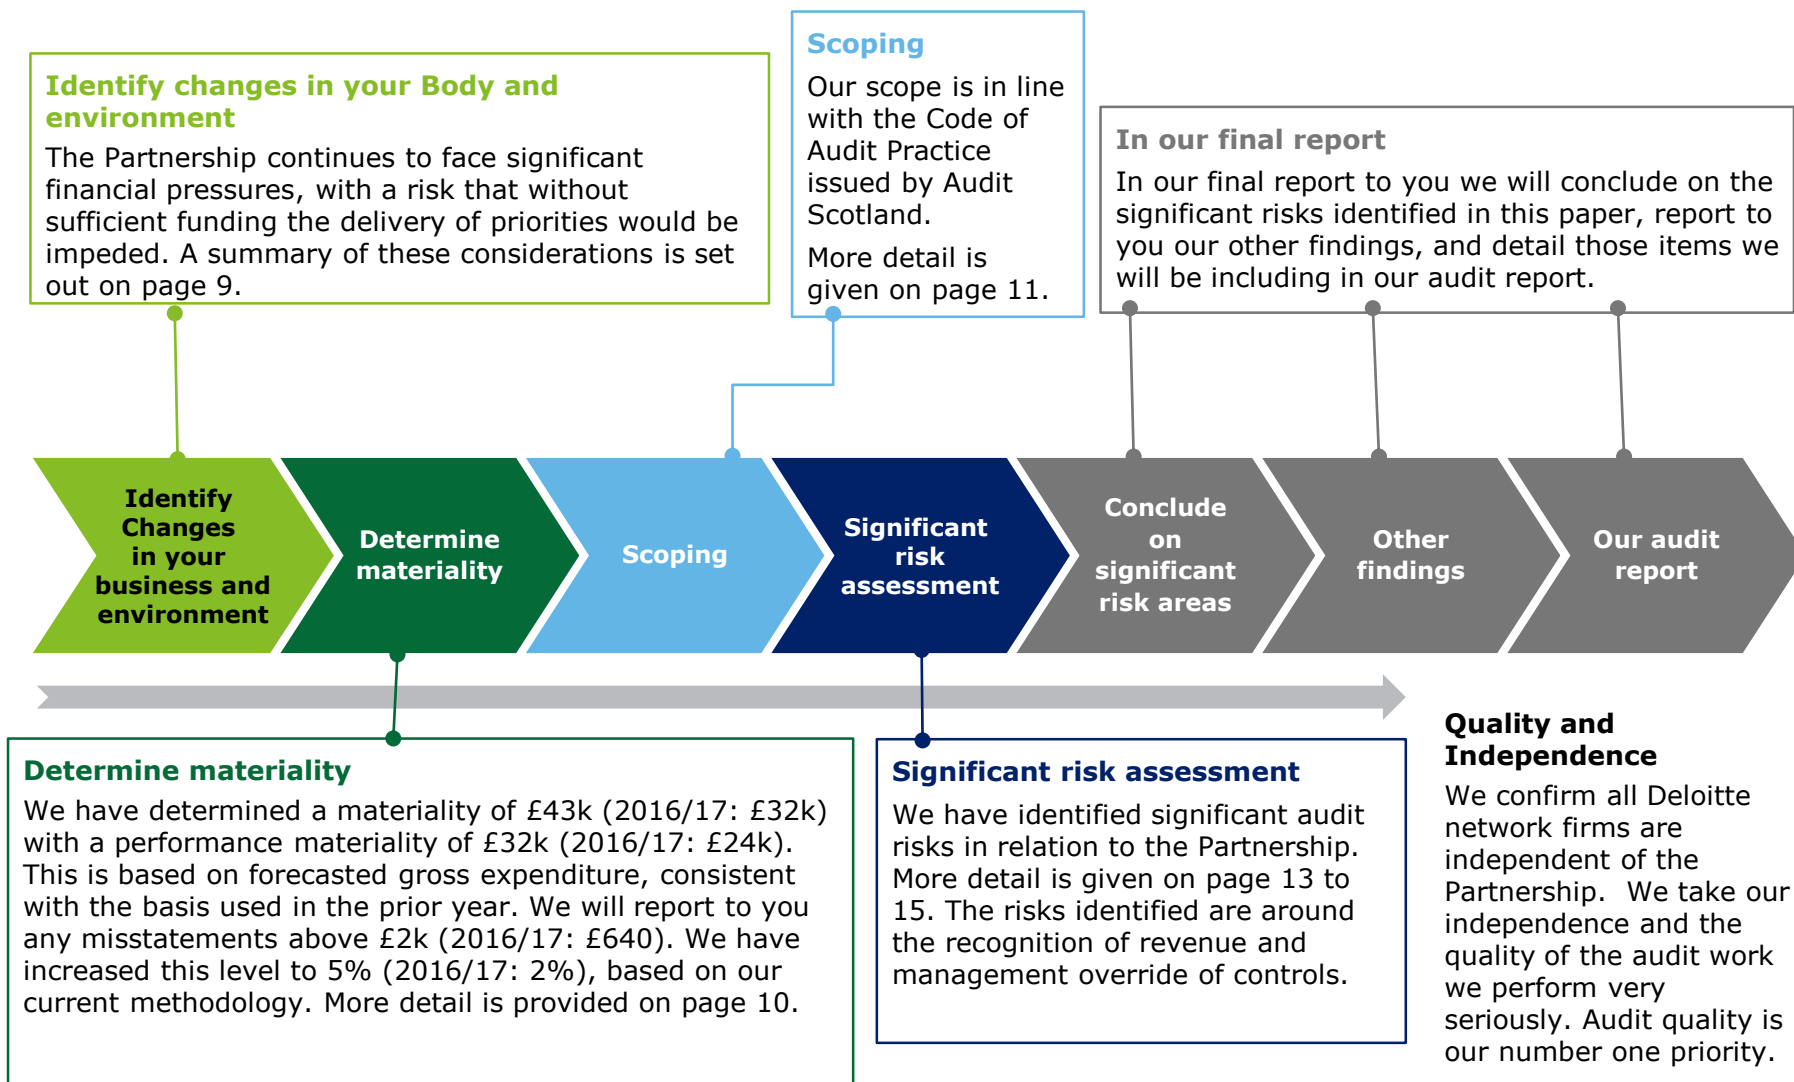 Identify changes in your Body and
environment
The Partnership continues to face significant
financial pressures, with a risk that without
sufficient funding the delivery of priorities would be
impeded. A summary of these considerations is set
out on page 9.
Scoping
Our scope is in line
with the Code of
Audit Practice
issued by Audit
Scotland.
More detail is
given on page 11.
In our final report
In our final report to you we will conclude on the
significant risks identified in this paper, report to
you our other findings, and detail those items we
will be including in our audit report.
Identify
Changes
in your
business and
environment
Determine
materiality
Scoping
Significant
risk
assessment
Conclude
on
significant
risk areas
Other
findings
Our audit
report
Determine materiality
We have determined a materiality of £43k (2016/17: £32k)
with a performance materiality of £32k (2016/17: £24k).
This is based on forecasted gross expenditure, consistent
with the basis used in the prior year. We will report to you
any misstatements above £2k (2016/17: £640). We have
increased this level to 5% (2016/17: 2%), based on our
current methodology. More detail is provided on page 10.
Significant risk assessment
We have identified significant audit
risks in relation to the Partnership.
More detail is given on page 13 to
15. The risks identified are around
the recognition of revenue and
management override of controls.
Quality and
Independence
We confirm all Deloitte
network firms are
independent of the
Partnership.  We take our
independence and the
quality of the audit work
we perform very
seriously. Audit quality is
our number one priority.